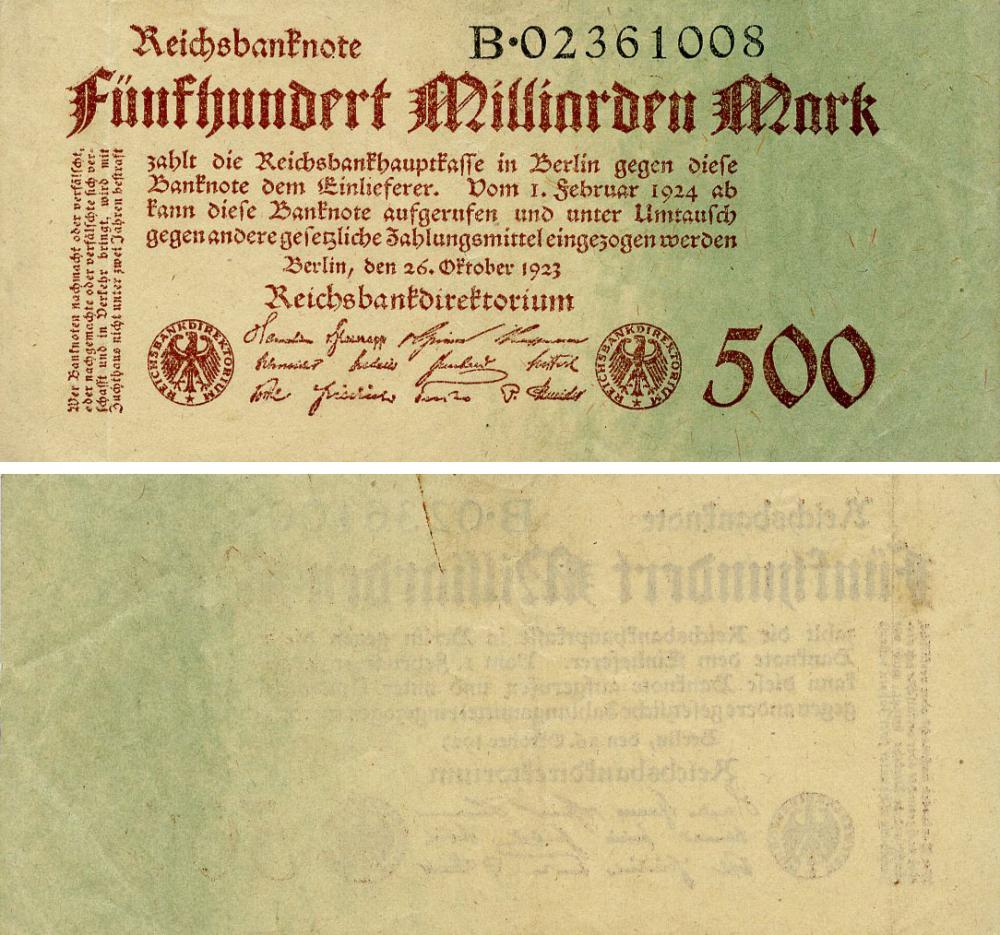 Reichsbanknote
B·02361008
Fünfhundert Milliarden Mark
zahlt die Reichsbankhauptkasse in Berlin gegen diese
Banknote dem Einlieferer. Vom 1. Februar 1924 ab
kann diese Banknote aufgerufen und unter Umtausch
gegen andere gesetzliche Zahlungsmittel eingezogen werden
Berlin, den 26. Oktober 1923
Reichsbankdirektorium
Wer Banknoten nachmacht oder verfälscht,
oder nachgemachte oder verfälschte sich ver-
schafft und in Verkehr bringt, wird mit
Zuchthaus nicht unter zwei Jahren bestraft
REICHSBANKDIREKTORIUM
REICHSBANKDIREKTORIUM
500